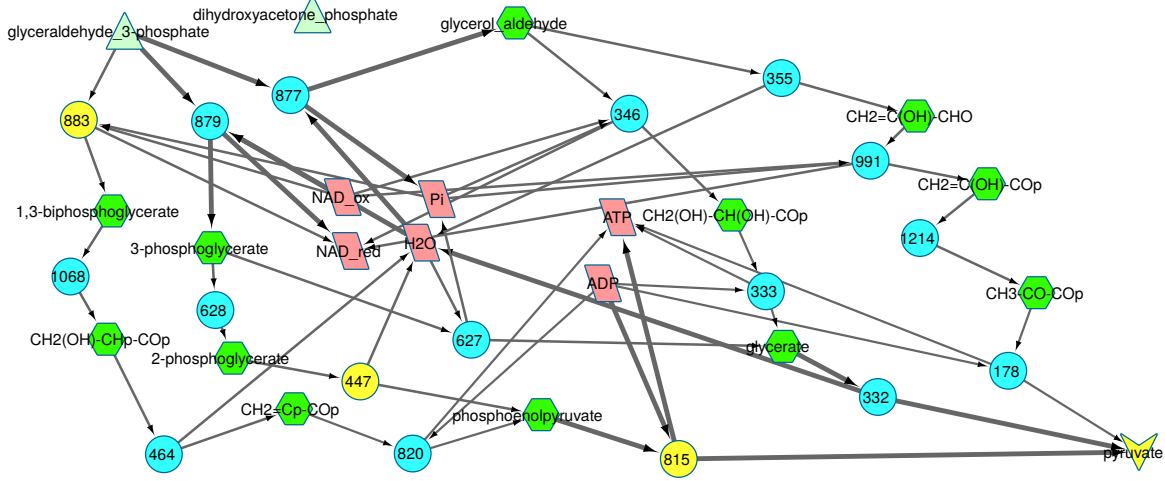 dihydroxyacetone_phosphate
glycerol_aldehyde
glyceraldehyde_3-phosphate
355
877
CH2=C(OH)-CHO
346
883
879
991
CH2=C(OH)-COp
NAD_ox
Pi
1,3-biphosphoglycerate
ATP
CH2(OH)-CH(OH)-COp
1214
3-phosphoglycerate
NAD_red
H2O
1068
ADP
333
CH3-CO-COp
628
CH2(OH)-CHp-COp
627
glycerate
2-phosphoglycerate
178
447
332
CH2=Cp-COp
phosphoenolpyruvate
464
820
815
pyruvate